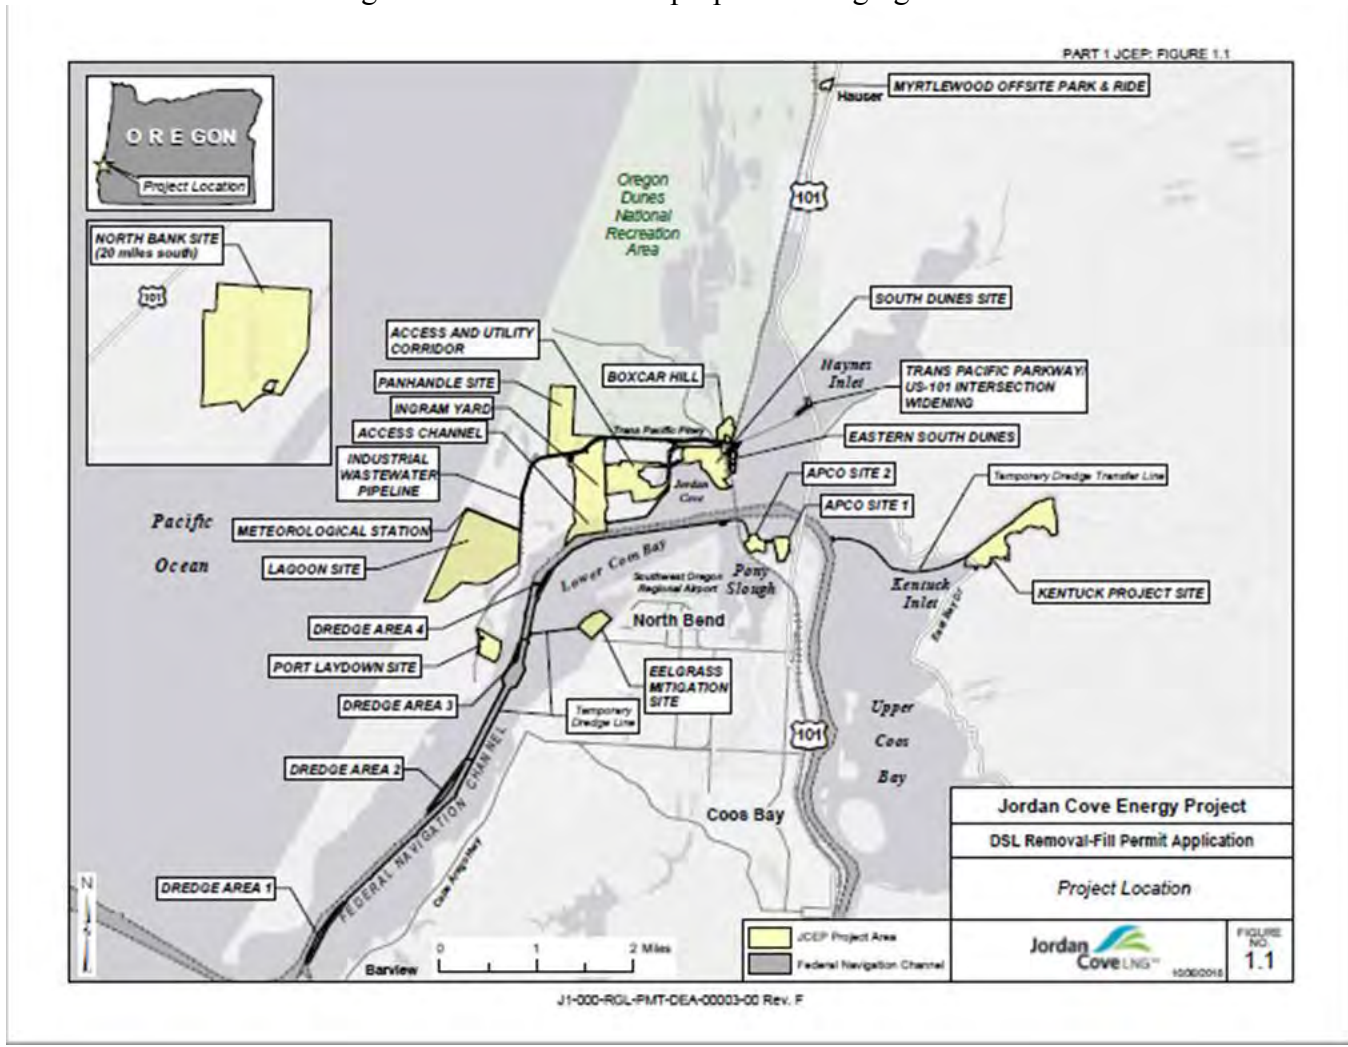 PART 1 JCEP: FIGURE 1.1
OREGON
Project Location
MYRTLEWOOD OFFSITE PARK & RIDE
Hauser
101
Oregon
Dunes
National
Recreation
Area
NORTH BANK SITE
(20 miles south)
101
SOUTH DUNES SITE
ACCESS AND UTILITY
CORRIDOR
Haynes
Inlet
TRANS PACIFIC PARKWAY/
US-101 INTERSECTION
WIDENING
BOXCAR HILL
PANHANDLE SITE
INGRAM YARD
Trans Pacific Pkwy
ACCESS CHANNEL
EASTERN SOUTH DUNES
INDUSTRIAL
WASTEWATER
PIPELINE
APCO SITE 2
Temporary Dredge Transfer Line
Jordan
Cove
APCO SITE 1
Pacific
Ocean
METEOROLOGICAL STATION
LAGOON SITE
Lower Coos Bay
Southwest Oregon
Regional Airport
Pony
Slough
Kentuck
Inlet
KENTUCK PROJECT SITE
East Bay Dr
DREDGE AREA 4
North Bend
PORT LAYDOWN SITE
EELGRASS
MITIGATION
SITE
DREDGE AREA 3
Temporary
Dredge Line
Upper
Coos
Bay
101
DREDGE AREA 2
FEDERAL NAVIGATION CHANNEL
Coos Bay
Cape Arago Hwy
DREDGE AREA 1
N
0 1 2 Miles
Barview
JCEP Project Area
Federal Navigation Channel
Jordan Cove Energy Project
DSL Removal-Fill Permit Application
Project Location
Jordan
Cove LNG
FIGURE
NO.
1.1
J1-000-RGL-PMT-DEA-00003-00 Rev. F